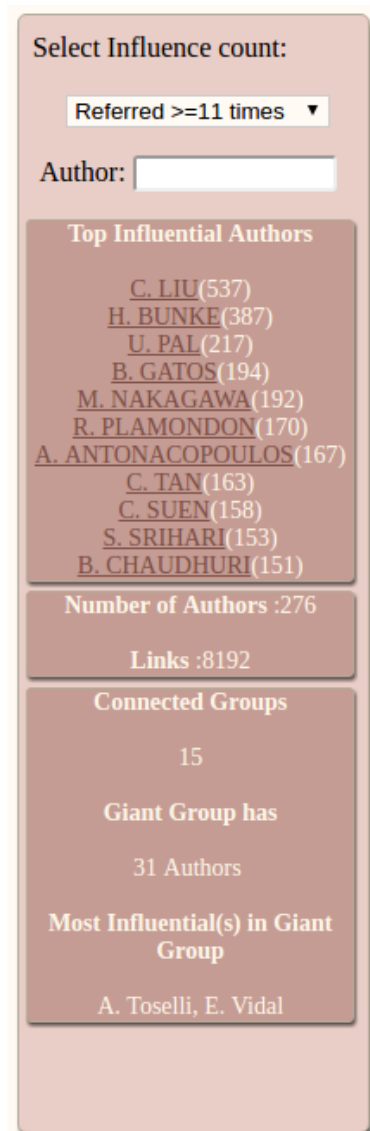 Select Influence count:
Referred >=11 times ▼
Author:
Top Influential Authors
C. LIU(537)
H. BUNKE(387)
U. PAL(217)
B. GATOS(194)
M. NAKAGAWA(192)
R. PLAMONDON(170)
A. ANTONACOPOULOS(167)
C. TAN(163)
C. SUEN(158)
S. SRIHARI(153)
B. CHAUDHURI(151)
Number of Authors :276
Links :8192
Connected Groups
15
Giant Group has
31 Authors
Most Influential(s) in Giant
Group
A. Toselli, E. Vidal